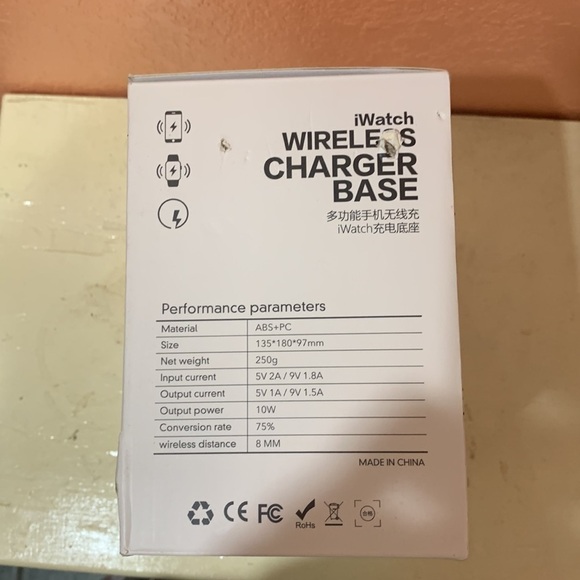 iWatch
WIRELESS
CHARGER
BASE
多功能手机无线充
iWatch充电底座
Performance parameters
Material ABS+PC
Size 135*180*97mm
Net weight 250g
Input current 5V 2A / 9V 1.8A
Output current 5V 1A / 9V 1.5A
Output power 10W
Conversion rate 75%
wireless distance 8 MM
MADE IN CHINA
CE FC RoHs 合格